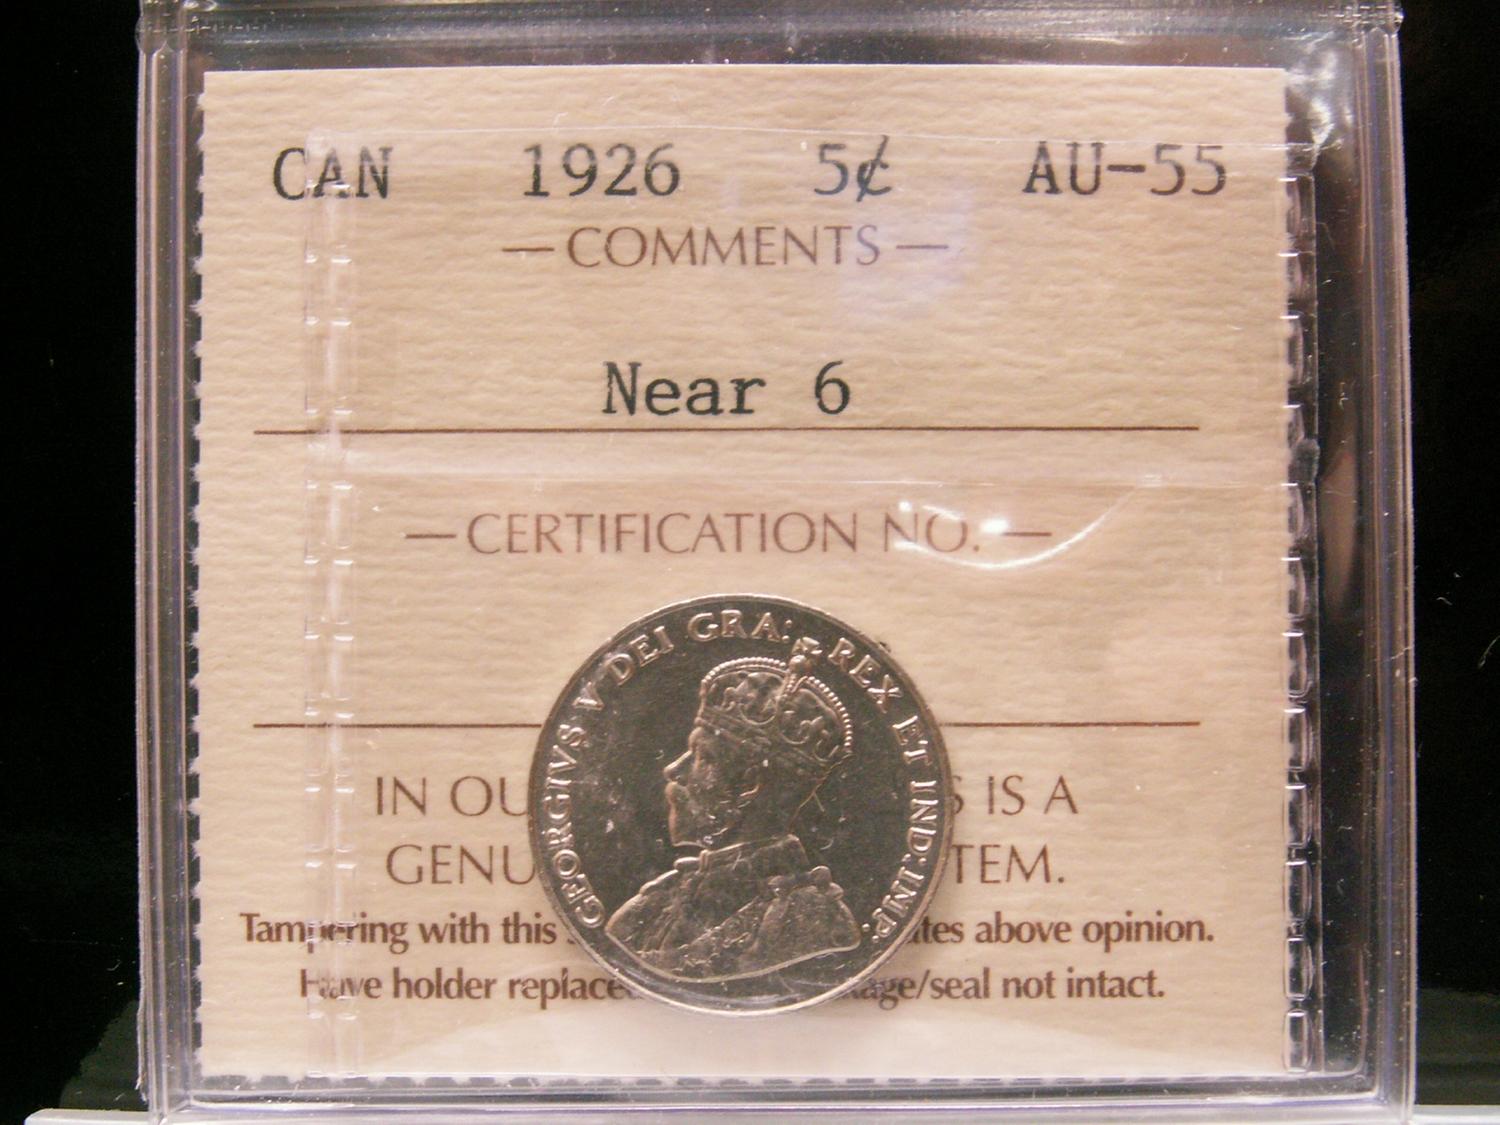 CAN 1926 5¢ AU-55
— COMMENTS —
Near 6
— CERTIFICATION NO. —
GEORGIVS V DEI GRA: REX ET IND: IMP:
IN OU S IS A
GENU TEM.
Tampering with this ates above opinion.
Have holder replace kage/seal not intact.